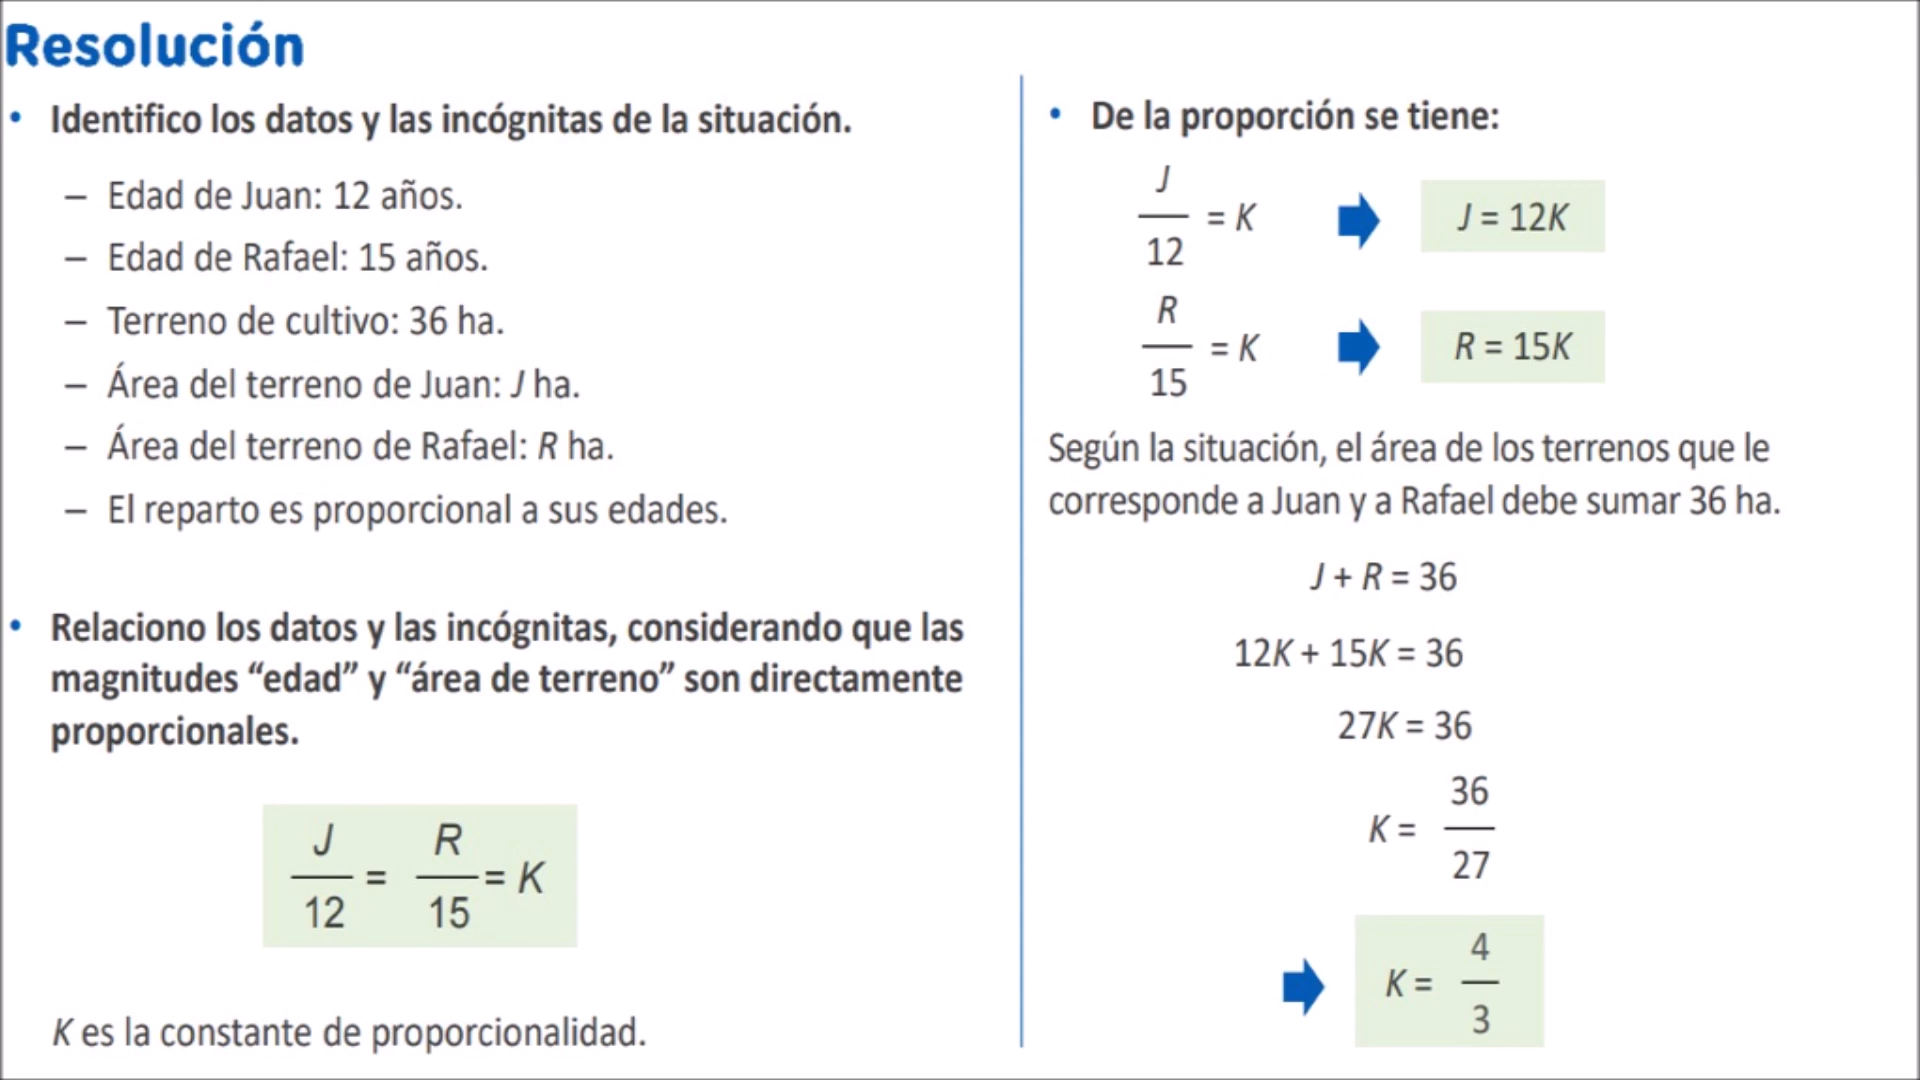 Resolución
• Identifico los datos y las incógnitas de la situación.
– Edad de Juan: 12 años.
– Edad de Rafael: 15 años.
– Terreno de cultivo: 36 ha.
– Área del terreno de Juan: J ha.
– Área del terreno de Rafael: R ha.
– El reparto es proporcional a sus edades.
• Relaciono los datos y las incógnitas, considerando que las
magnitudes “edad” y “área de terreno” son directamente
proporcionales.
J/12 = R/15 = K
K es la constante de proporcionalidad.
• De la proporción se tiene:
J/12 = K
J = 12K
R/15 = K
R = 15K
Según la situación, el área de los terrenos que le
corresponde a Juan y a Rafael debe sumar 36 ha.
J + R = 36
12K + 15K = 36
27K = 36
K = 36/27
K = 4/3